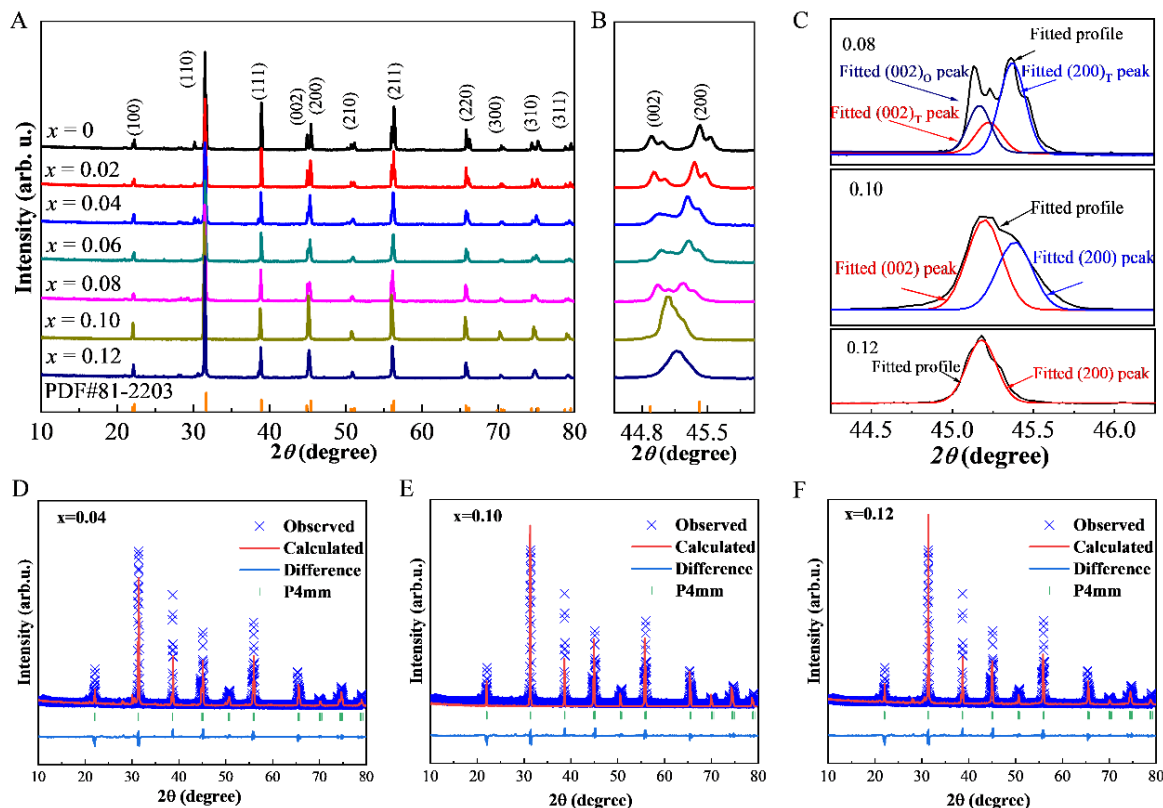 A
B
C
Intensity (arb. u.)
(100)
(110)
(111)
(002)
(200)
(210)
(211)
(220)
(300)
(310)
(311)
x = 0
x = 0.02
x = 0.04
x = 0.06
x = 0.08
x = 0.10
x = 0.12
PDF#81-2203
10 20 30 40 50 60 70 80
2θ (degree)
(002)
(200)
44.8 45.5
2θ (degree)
0.08
Fitted profile
Fitted (002)O peak
Fitted (200)T peak
Fitted (002)T peak
0.10
Fitted profile
Fitted (002) peak
Fitted (200) peak
0.12
Fitted profile
Fitted (200) peak
44.5 45.0 45.5 46.0
2θ (degree)
D
x=0.04
Observed
Calculated
Difference
P4mm
Intensity (arb.u.)
10 20 30 40 50 60 70 80
2θ (degree)
E
x=0.10
Observed
Calculated
Difference
P4mm
Intensity (arb.u.)
10 20 30 40 50 60 70 80
2θ (degree)
F
x=0.12
Observed
Calculated
Difference
P4mm
Intensity (arb.u.)
10 20 30 40 50 60 70 80
2θ (degree)